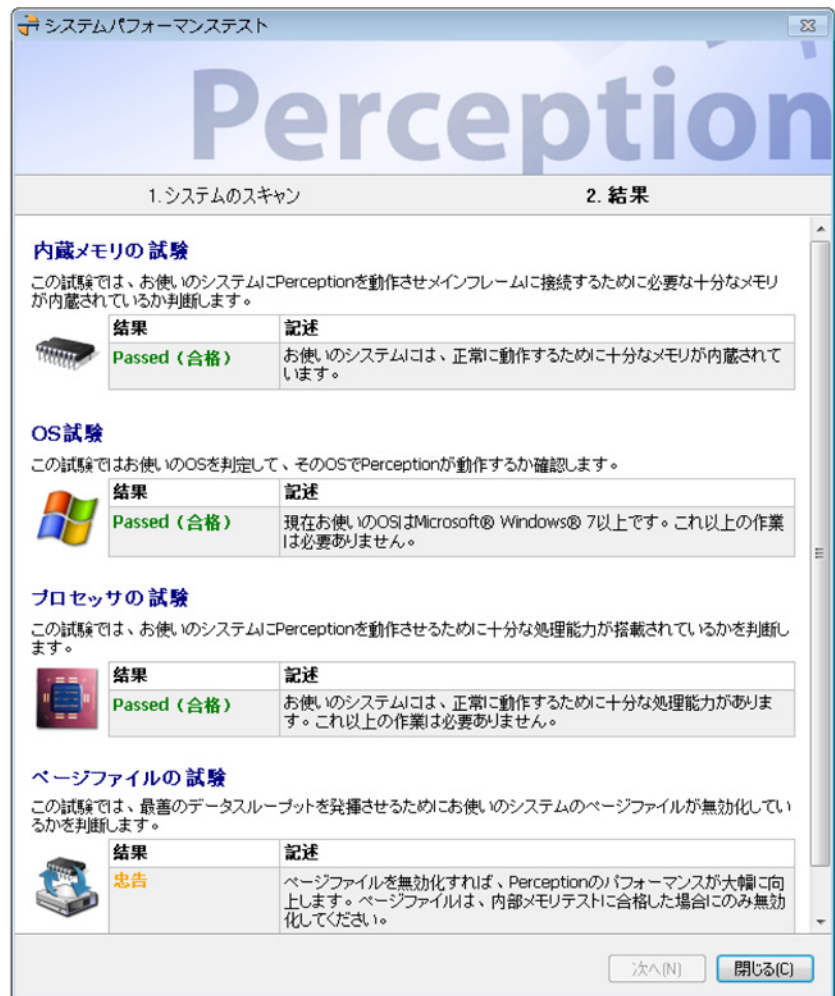 システムパフォーマンステスト
Perception
1.システムのスキャン
2. 結果
内蔵メモリの 試験
この試験では、お使いのシステムにPerceptionを動作させメインフレームに接続するために必要な十分なメモリ
が内蔵されているか判断します。
結果
記述
Passed (合格)
お使いのシステムには、正常に動作するために十分なメモリが内蔵されて
います。
OS試験
この試験ではお使いのOSを判定して、そのOSでPerceptionが動作するか確認します。
結果
記述
Passed (合格)
現在お使いのOSはMicrosoft® Windows® 7以上です。これ以上の作業
は必要ありません。
プロセッサの 試験
この試験では、お使いのシステムにPerceptionを動作させるために十分な処理能力が搭載されているかを判断し
ます。
結果
記述
Passed (合格)
お使いのシステムには、正常に動作するために十分な処理能力がありま
す。これ以上の作業は必要ありません。
ページファイルの 試験
この試験では、最善のデータスループットを発揮させるためにお使いのシステムのページファイルが無効化してい
るかを判断します。
結果
記述
忠告
ページファイルを無効化すれば、Perceptionのパフォーマンスが大幅に向
上します。ページファイルは、内部メモリテストに合格した場合にのみ無効
化してください。
次へ(N)
閉じる(C)